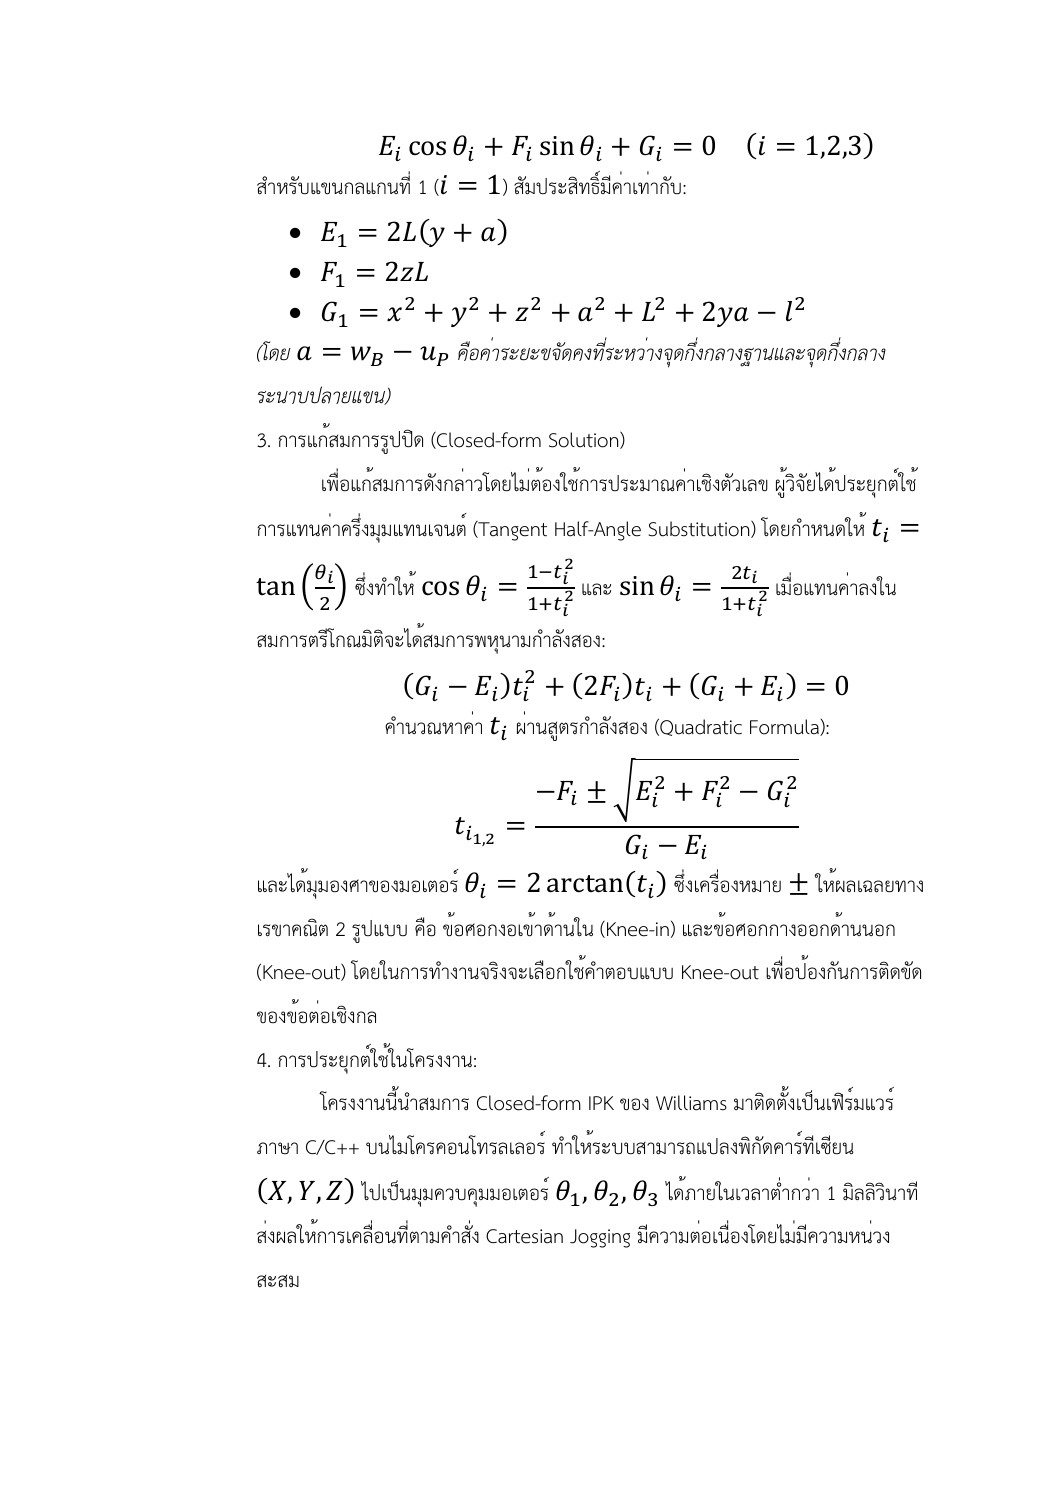 E_i cos θ_i + F_i sin θ_i + G_i = 0 (i = 1,2,3)
สำหรับแขนกลแกนที่ 1 (i = 1) สัมประสิทธิ์มีค่าเท่ากับ:
• E_1 = 2L(y + a)
• F_1 = 2zL
• G_1 = x^2 + y^2 + z^2 + a^2 + L^2 + 2ya − l^2
(โดย a = w_B − u_P คือค่าระยะขจัดคงที่ระหว่างจุดกึ่งกลางฐานและจุดกึ่งกลาง
ระนาบปลายแขน)
3. การแก้สมการรูปปิด (Closed-form Solution)
เพื่อแก้สมการดังกล่าวโดยไม่ต้องใช้การประมาณค่าเชิงตัวเลข ผู้วิจัยได้ประยุกต์ใช้
การแทนค่าครึ่งมุมแทนเจนต์ (Tangent Half-Angle Substitution) โดยกำหนดให้ t_i =
tan (θ_i/2) ซึ่งทำให้ cos θ_i = (1−t_i^2)/(1+t_i^2) และ sin θ_i = 2t_i/(1+t_i^2) เมื่อแทนค่าลงใน
สมการตรีโกณมิติจะได้สมการพหุนามกำลังสอง:
(G_i − E_i)t_i^2 + (2F_i)t_i + (G_i + E_i) = 0
คำนวณหาค่า t_i ผ่านสูตรกำลังสอง (Quadratic Formula):
t_{i_{1,2}} = (−F_i ± √(E_i^2 + F_i^2 − G_i^2))/(G_i − E_i)
และได้มุมองศาของมอเตอร์ θ_i = 2 arctan(t_i) ซึ่งเครื่องหมาย ± ให้ผลเฉลยทาง
เรขาคณิต 2 รูปแบบ คือ ข้อศอกงอเข้าด้านใน (Knee-in) และข้อศอกกางออกด้านนอก
(Knee-out) โดยในการทำงานจริงจะเลือกใช้คำตอบแบบ Knee-out เพื่อป้องกันการติดขัด
ของข้อต่อเชิงกล
4. การประยุกต์ใช้ในโครงงาน:
โครงงานนี้นำสมการ Closed-form IPK ของ Williams มาติดตั้งเป็นเฟิร์มแวร์
ภาษา C/C++ บนไมโครคอนโทรลเลอร์ ทำให้ระบบสามารถแปลงพิกัดคาร์ทีเซียน
(X, Y, Z) ไปเป็นมุมควบคุมมอเตอร์ θ_1, θ_2, θ_3 ได้ภายในเวลาต่ำกว่า 1 มิลลิวินาที
ส่งผลให้การเคลื่อนที่ตามคำสั่ง Cartesian Jogging มีความต่อเนื่องโดยไม่มีความหน่วง
สะสม